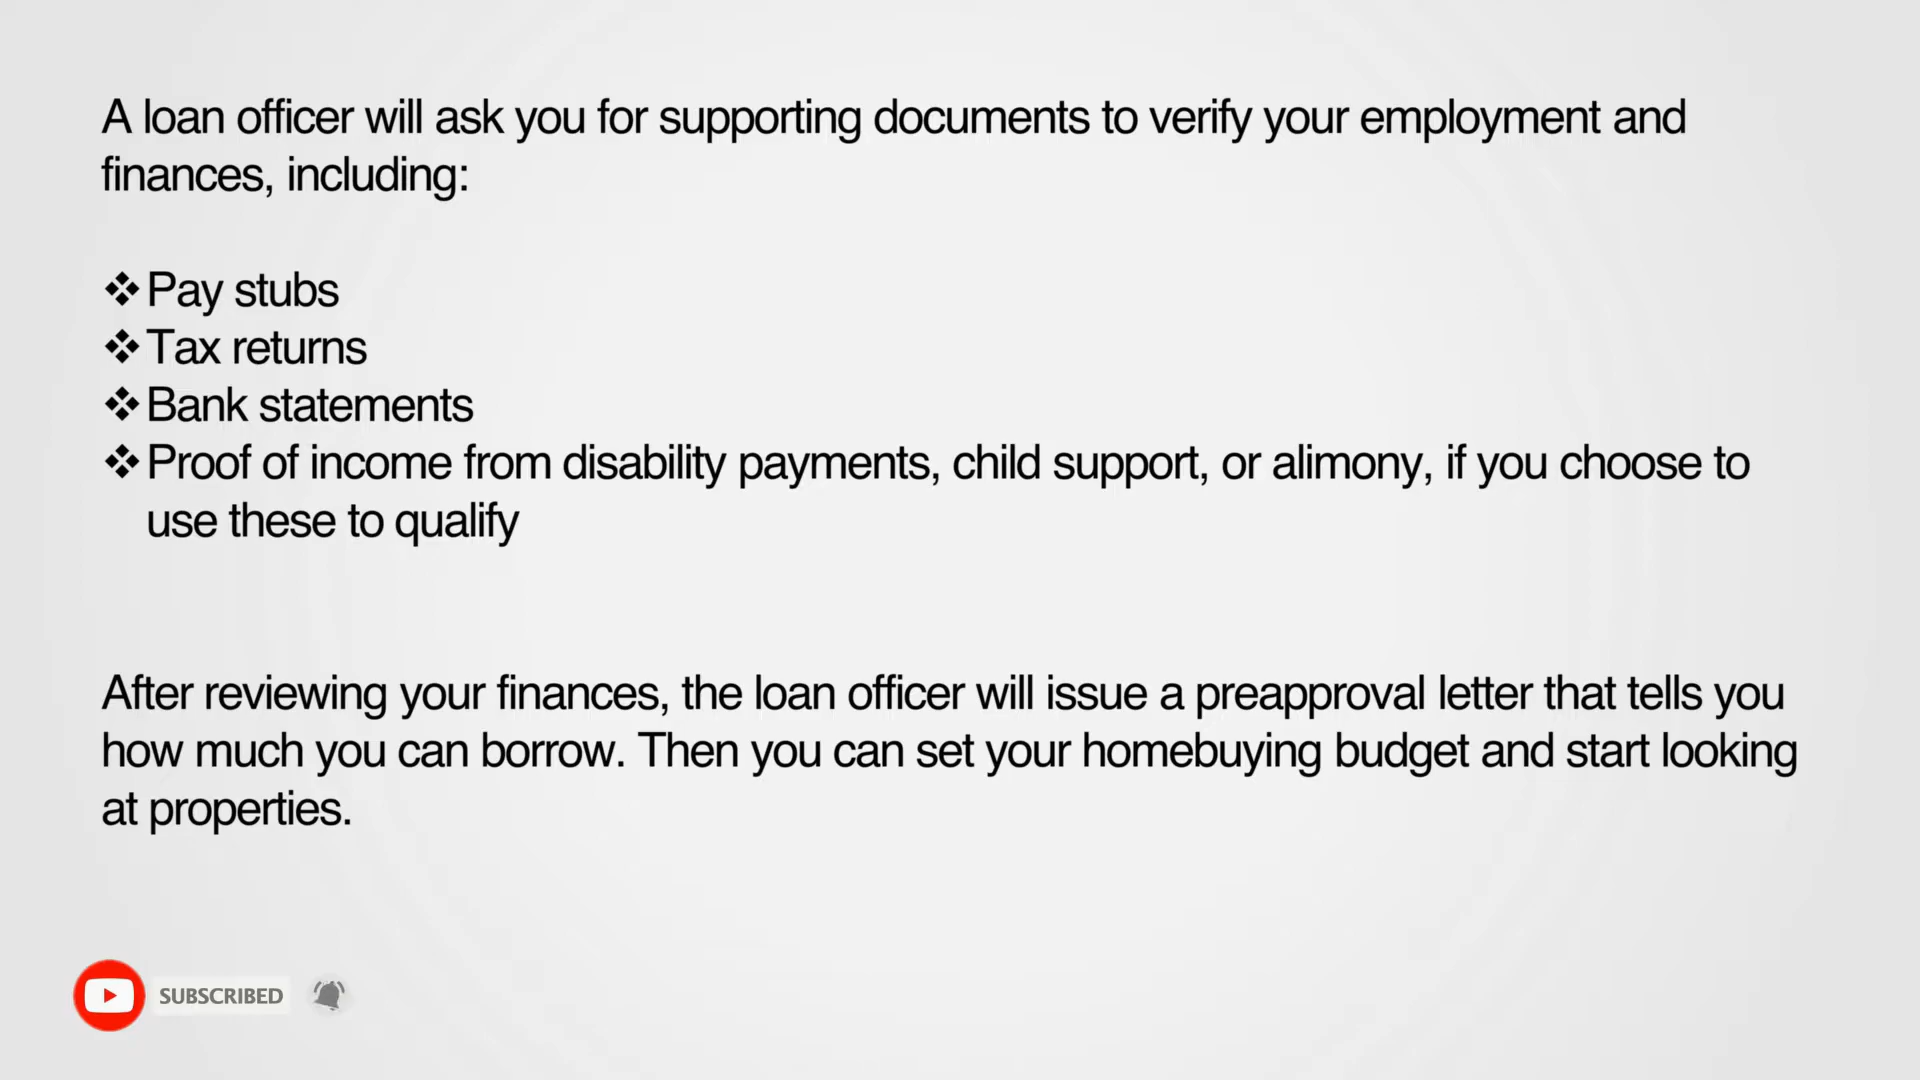 A loan officer will ask you for supporting documents to verify your employment and
finances, including:
❖ Pay stubs
❖ Tax returns
❖ Bank statements
❖ Proof of income from disability payments, child support, or alimony, if you choose to
use these to qualify
After reviewing your finances, the loan officer will issue a preapproval letter that tells you
how much you can borrow. Then you can set your homebuying budget and start looking
at properties.
SUBSCRIBED